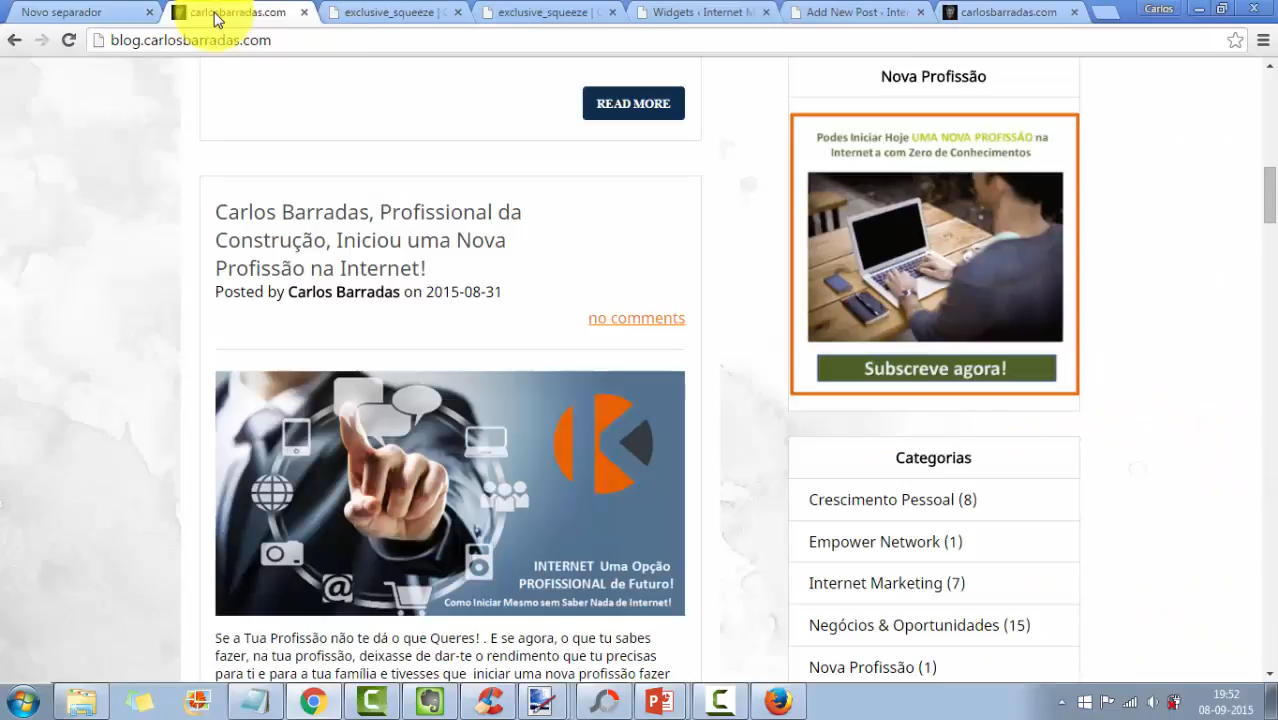 Novo separador
carlosbarradas.com
exclusive_squeeze | C
exclusive_squeeze | C
Widgets ‹ Internet M
Add New Post ‹ Inter
carlosbarradas.com
Carlos
blog.carlosbarradas.com
READ MORE
Carlos Barradas, Profissional da
Construção, Iniciou uma Nova
Profissão na Internet!
Posted by Carlos Barradas on 2015-08-31
no comments
INTERNET Uma Opção
PROFISSIONAL de Futuro!
Como Iniciar Mesmo sem Saber Nada de Internet!
Se a Tua Profissão não te dá o que Queres! . E se agora, o que tu sabes
fazer, na tua profissão, deixasse de dar-te o rendimento que tu precisas
para ti e para a tua família e tivesses que iniciar uma nova profissão fazer
Nova Profissão
Podes Iniciar Hoje UMA NOVA PROFISSÃO na
Internet a com Zero de Conhecimentos
Subscreve agora!
Categorias
Crescimento Pessoal (8)
Empower Network (1)
Internet Marketing (7)
Negócios & Oportunidades (15)
Nova Profissão (1)
19:52
08-09-2015